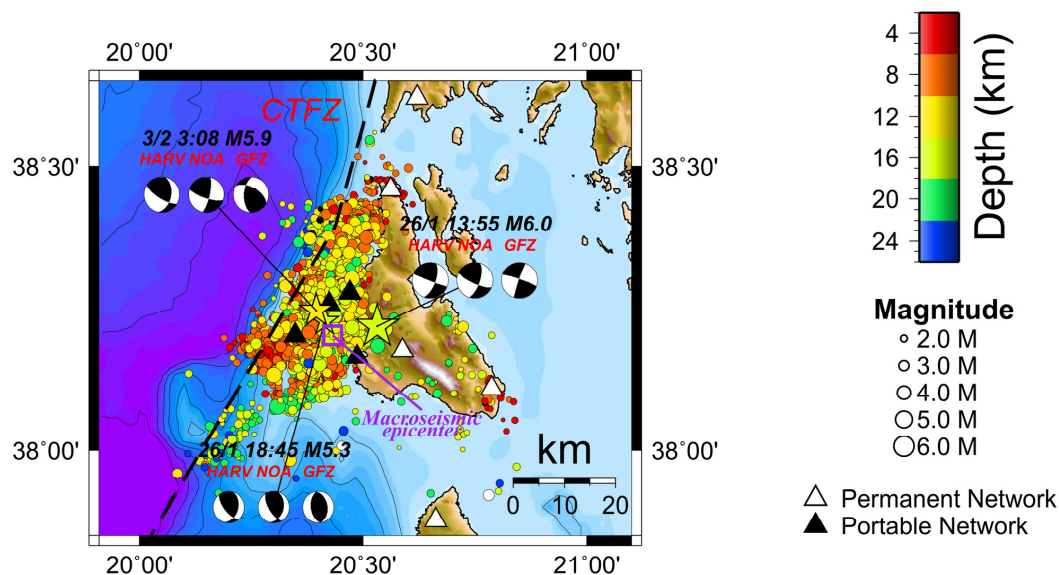 20˚00' 20˚30' 21˚00'
38˚30' 38˚30'
38˚00' 38˚00'
20˚00' 20˚30' 21˚00'
CTFZ
3/2 3:08 M5.9
HARV NOA GFZ
26/1 13:55 M6.0
HARV NOA GFZ
Macroseismic
epicenter
26/1 18:45 M5.3
HARV NOA GFZ
km
0 10 20
4
8
12
16
20
24
Depth (km)
Magnitude
2.0 M
3.0 M
4.0 M
5.0 M
6.0 M
Permanent Network
Portable Network